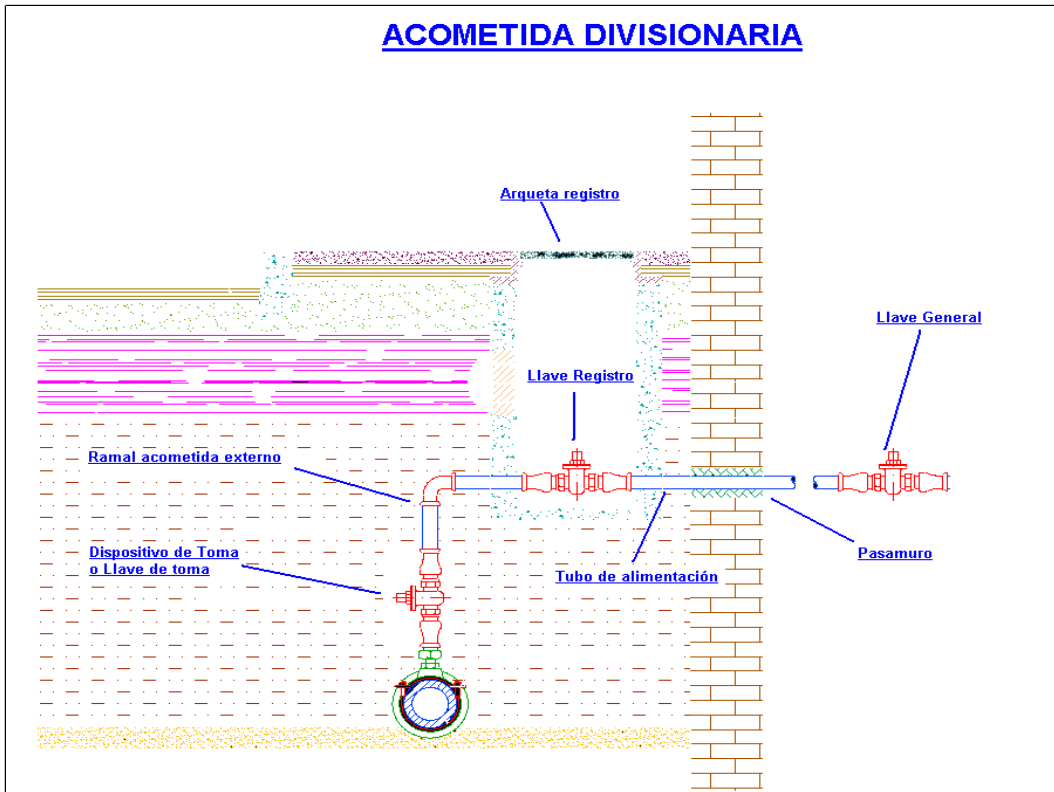 ACOMETIDA DIVISIONARIA
Arqueta registro
Llave General
Llave Registro
Ramal acometida externo
Dispositivo de Toma
o Llave de toma
Tubo de alimentación
Pasamuro